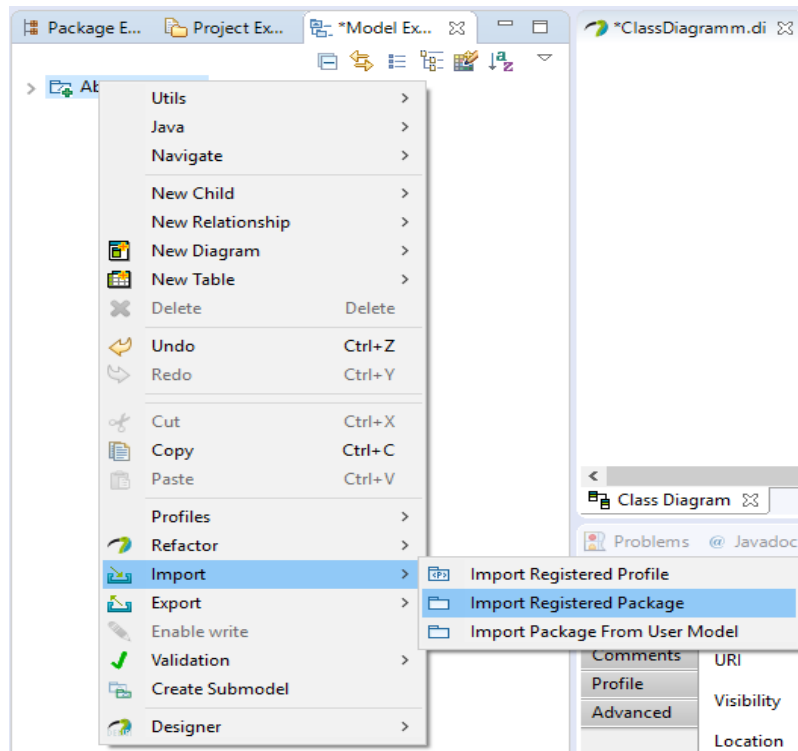 Package E... Project Ex... *Model Ex... *ClassDiagramm.di
Utils
Java
Navigate
New Child
New Relationship
New Diagram
New Table
Delete Delete
Undo Ctrl+Z
Redo Ctrl+Y
Cut Ctrl+X
Copy Ctrl+C
Paste Ctrl+V
Profiles
Refactor
Import
Export
Enable write
Validation
Create Submodel
Designer
Import Registered Profile
Import Registered Package
Import Package From User Model
Class Diagram
Problems @ Javadoc
Comments URI
Profile
Visibility
Advanced
Location